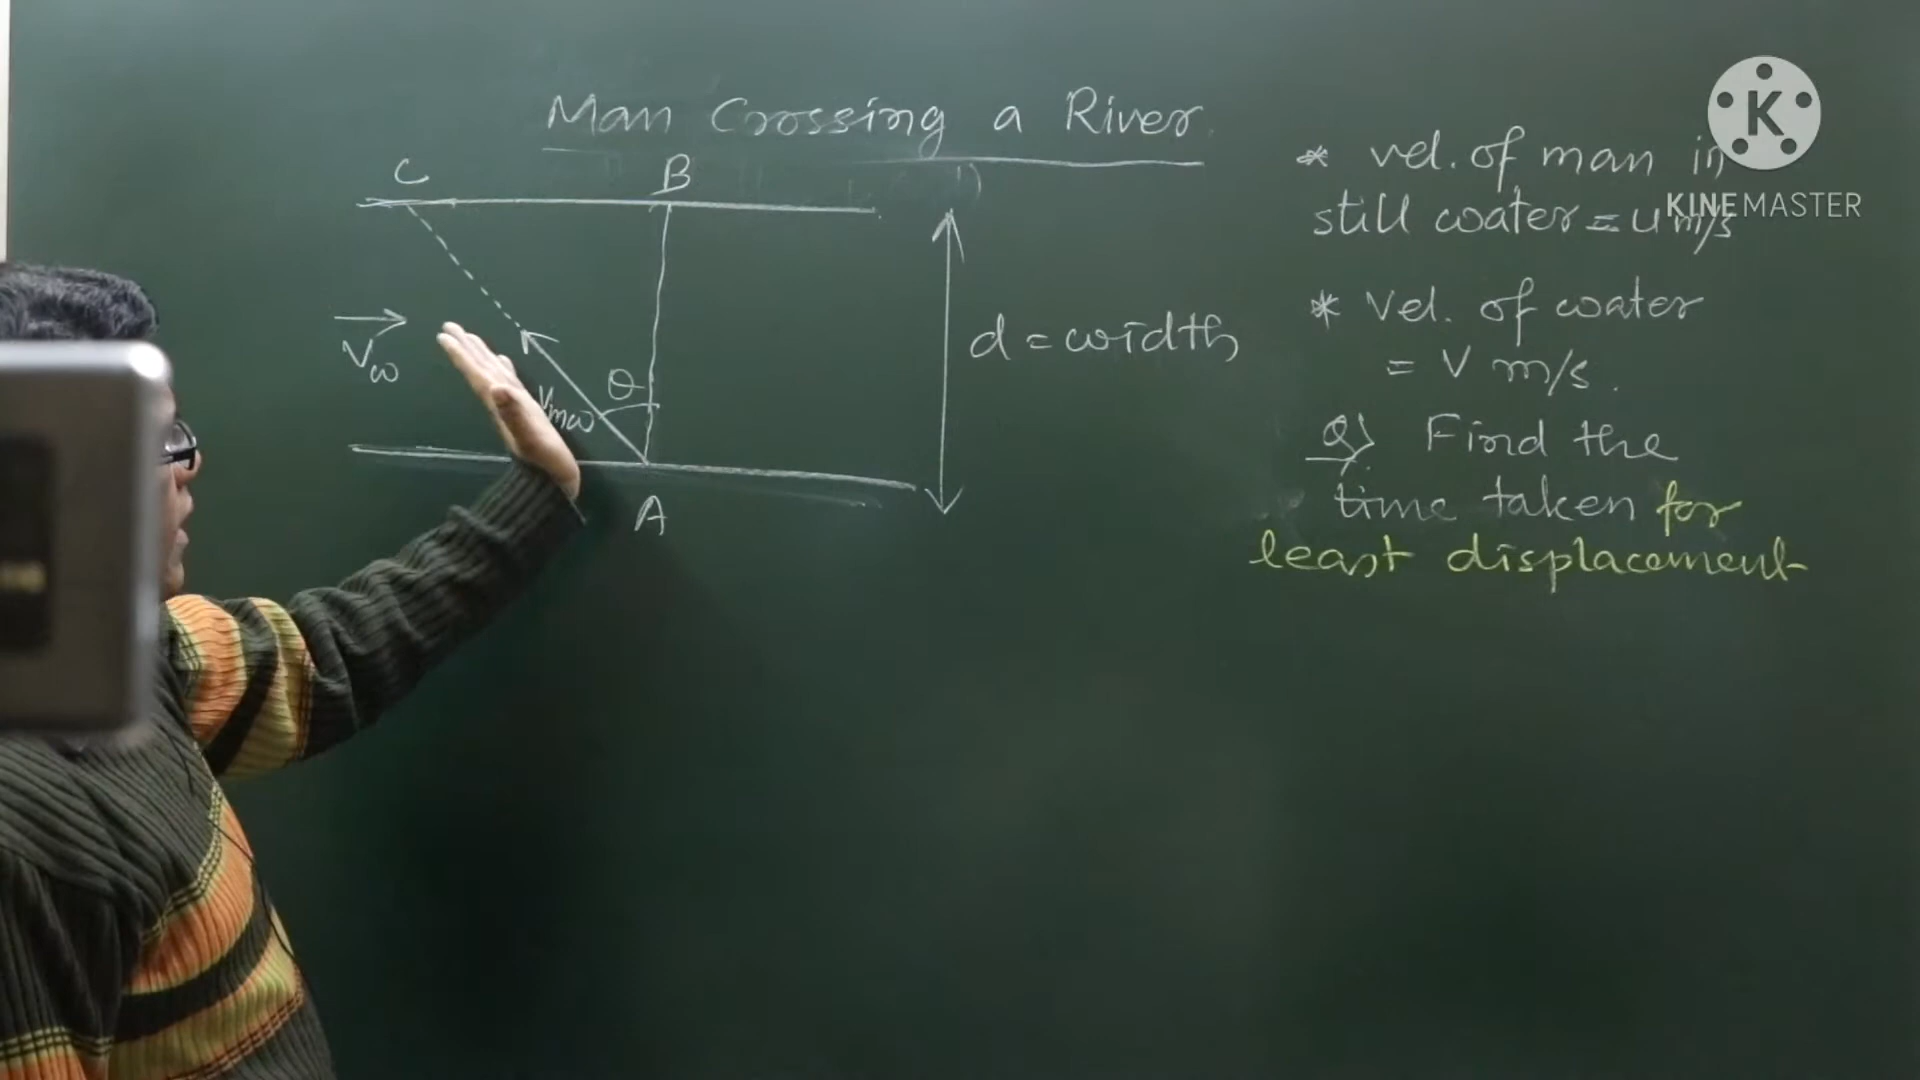 Man Crossing a River.
C
B
Vw
θ
Vmw
A
d = width
* vel. of man in
still water = u m/s
* Vel. of water
= V m/s.
Q> Find the
time taken for
least displacement
K
KINEMASTER